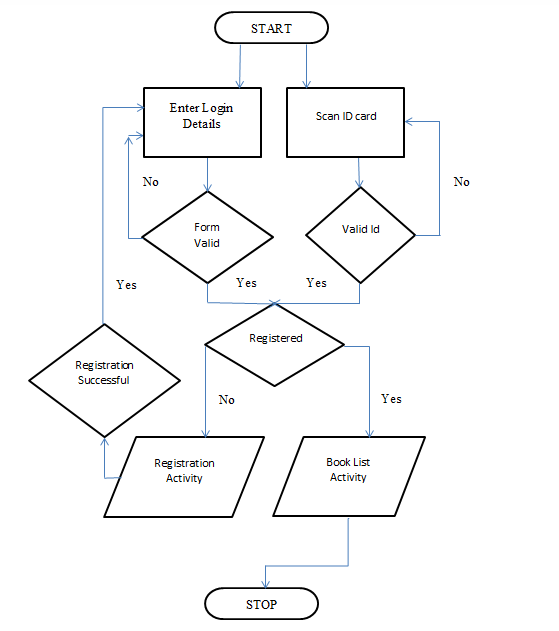 START
Enter Login
Details
Scan ID card
No
No
Form
Valid
Valid Id
Yes
Yes
Yes
Registered
Registration
Successful
No
Yes
Registration
Activity
Book List
Activity
STOP